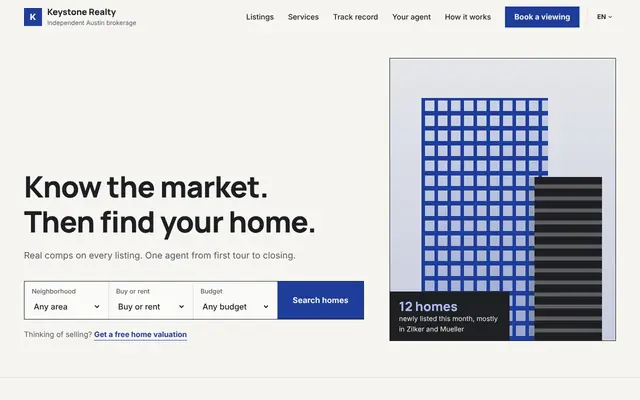 K
Keystone Realty
Independent Austin brokerage
Listings
Services
Track record
Your agent
How it works
Book a viewing
EN
Know the market.
Then find your home.
Real comps on every listing. One agent from first tour to closing.
Neighborhood
Any area
Buy or rent
Buy or rent
Budget
Any budget
Search homes
Thinking of selling? Get a free home valuation
12 homes
newly listed this month, mostly
in Zilker and Mueller